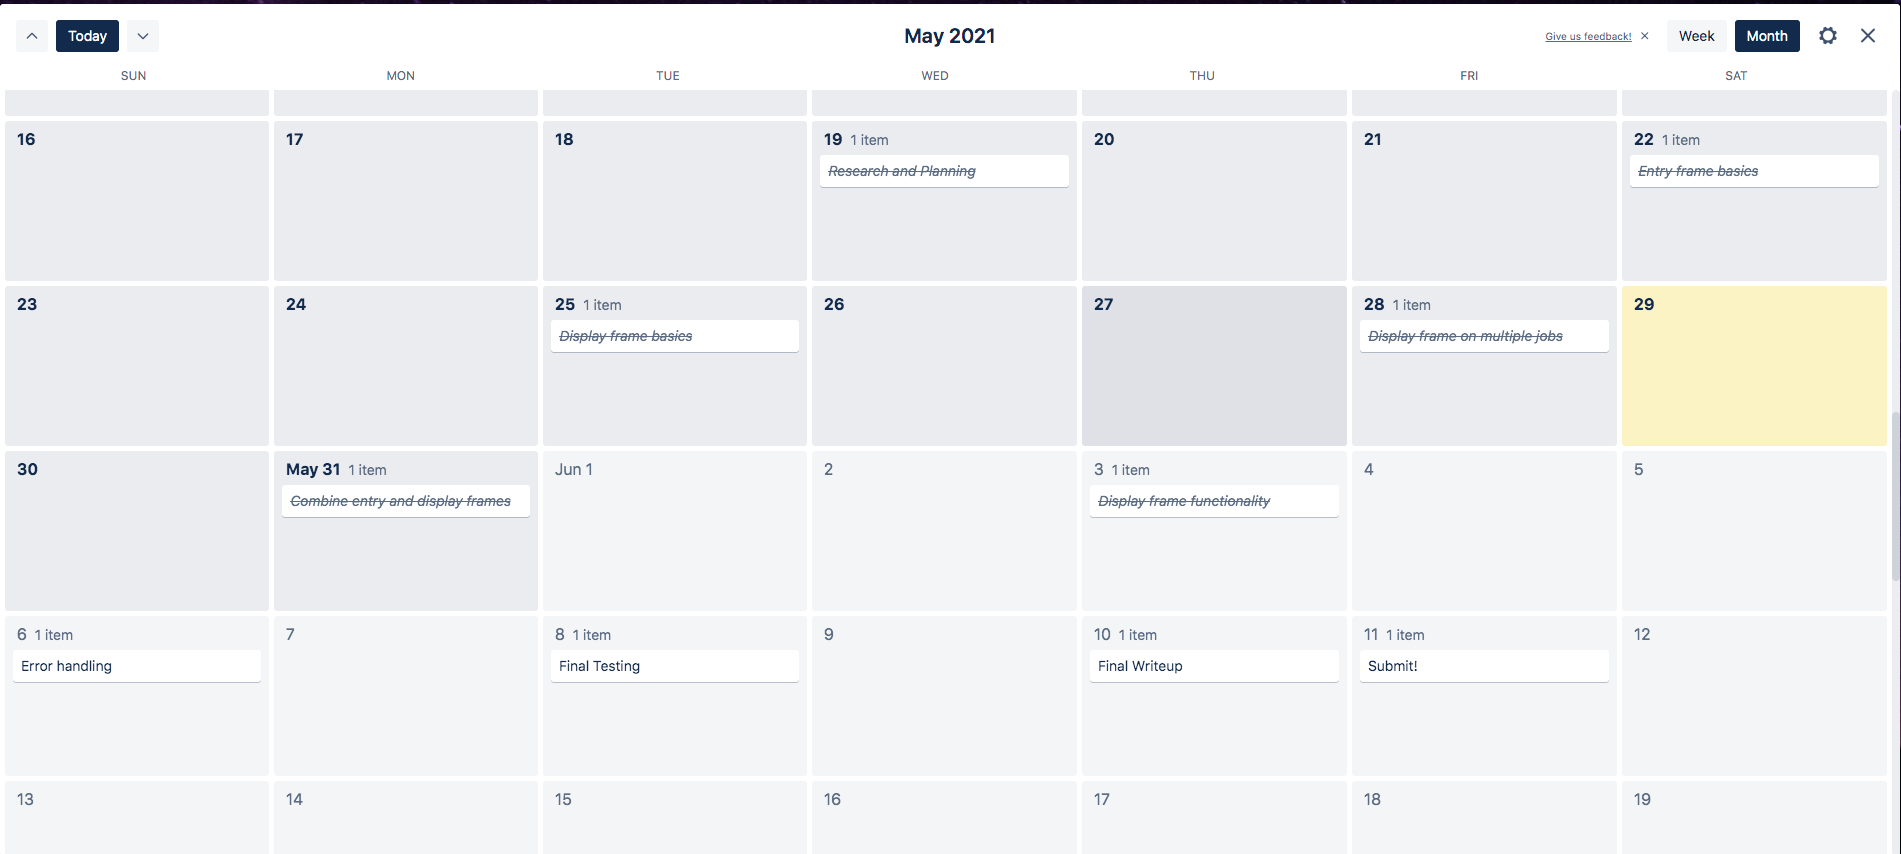 Today
May 2021
Give us feedback! ×
Week
Month
SUN MON TUE WED THU FRI SAT
16
17
18
19 1 item
Research and Planning
20
21
22 1 item
Entry frame basics
23
24
25 1 item
Display frame basics
26
27
28 1 item
Display frame on multiple jobs
29
30
May 31 1 item
Combine entry and display frames
Jun 1
2
3 1 item
Display frame functionality
4
5
6 1 item
Error handling
7
8 1 item
Final Testing
9
10 1 item
Final Writeup
11 1 item
Submit!
12
13
14
15
16
17
18
19